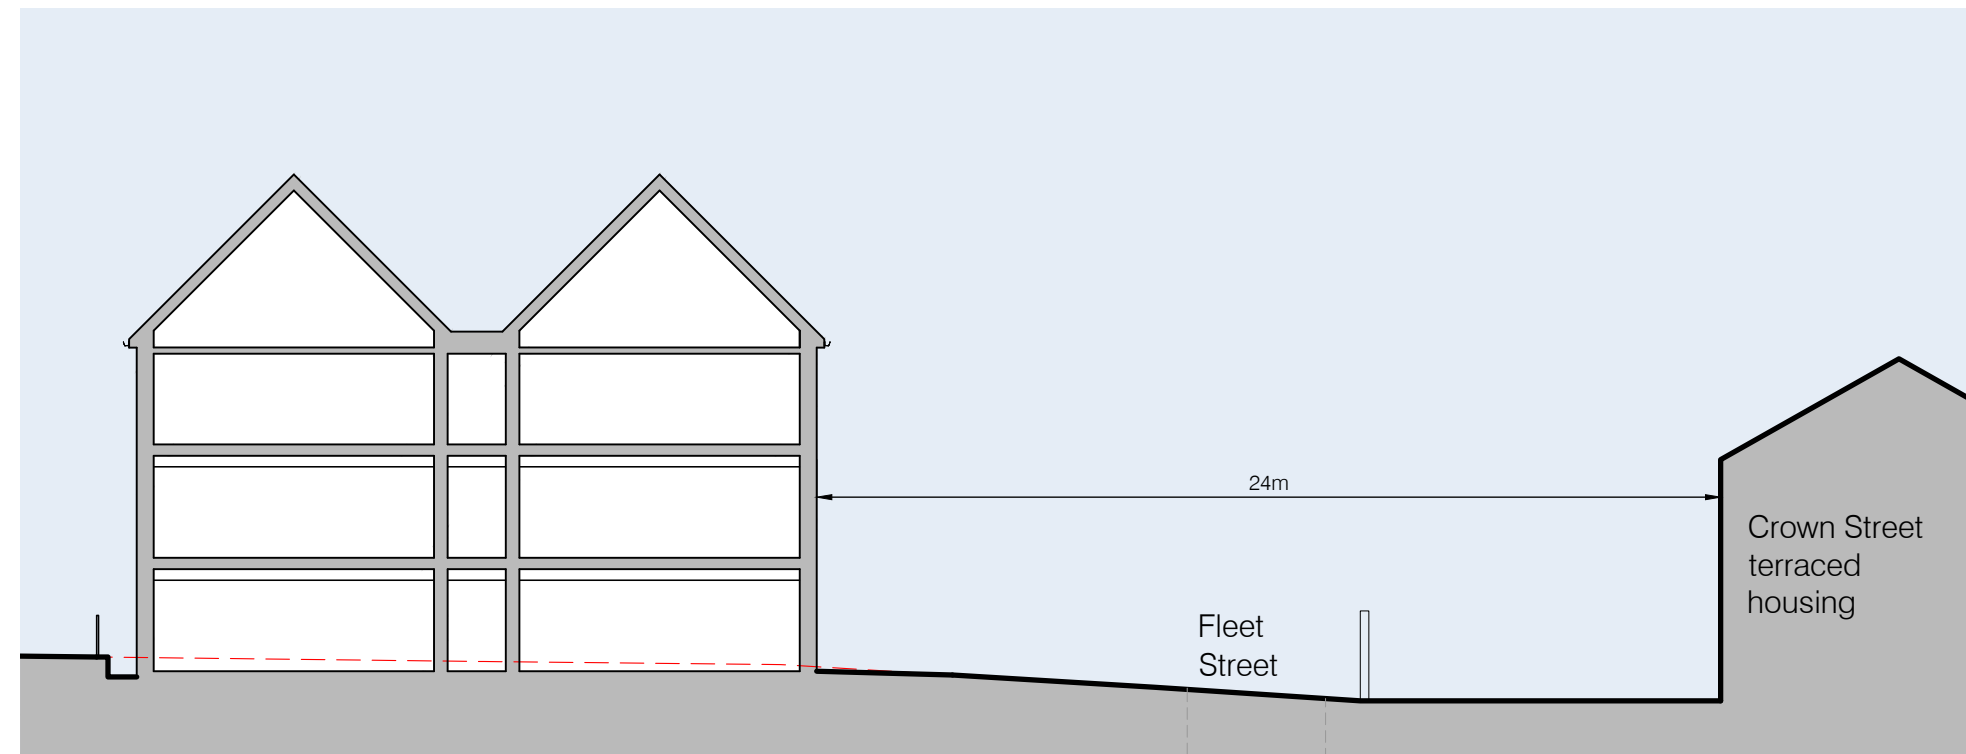 24m
Crown Street
terraced
housing
Fleet
Street